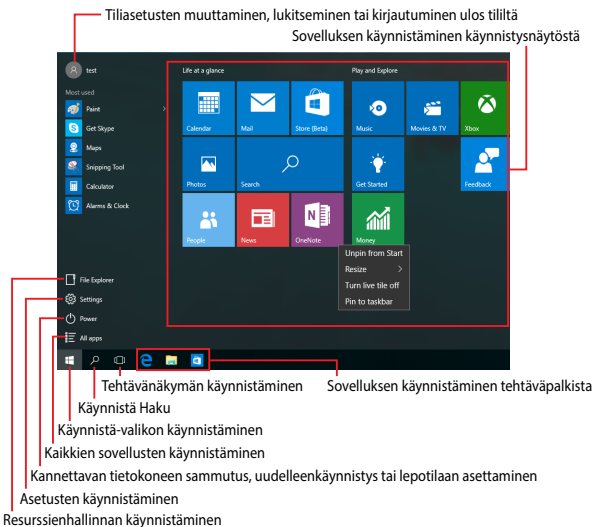 Tiliasetusten muuttaminen, lukitseminen tai kirjautuminen ulos tililtä
Sovelluksen käynnistäminen käynnistysnäytöstä
test
Life at a glance
Play and Explore
Most used
Paint
Get Skype
Maps
Snipping Tool
Calculator
Alarms & Clock
Calendar
Mail
Store (Beta)
Music
Movies & TV
Xbox
Photos
Search
Get Started
Feedback
People
News
OneNote
Money
Unpin from Start
Resize
Turn live tile off
Pin to taskbar
File Explorer
Settings
Power
All apps
Tehtävänäkymän käynnistäminen
Sovelluksen käynnistäminen tehtäväpalkista
Käynnistä Haku
Käynnistä-valikon käynnistäminen
Kaikkien sovellusten käynnistäminen
Kannettavan tietokoneen sammutus, uudelleenkäynnistys tai lepotilaan asettaminen
Asetusten käynnistäminen
Resurssienhallinnan käynnistäminen